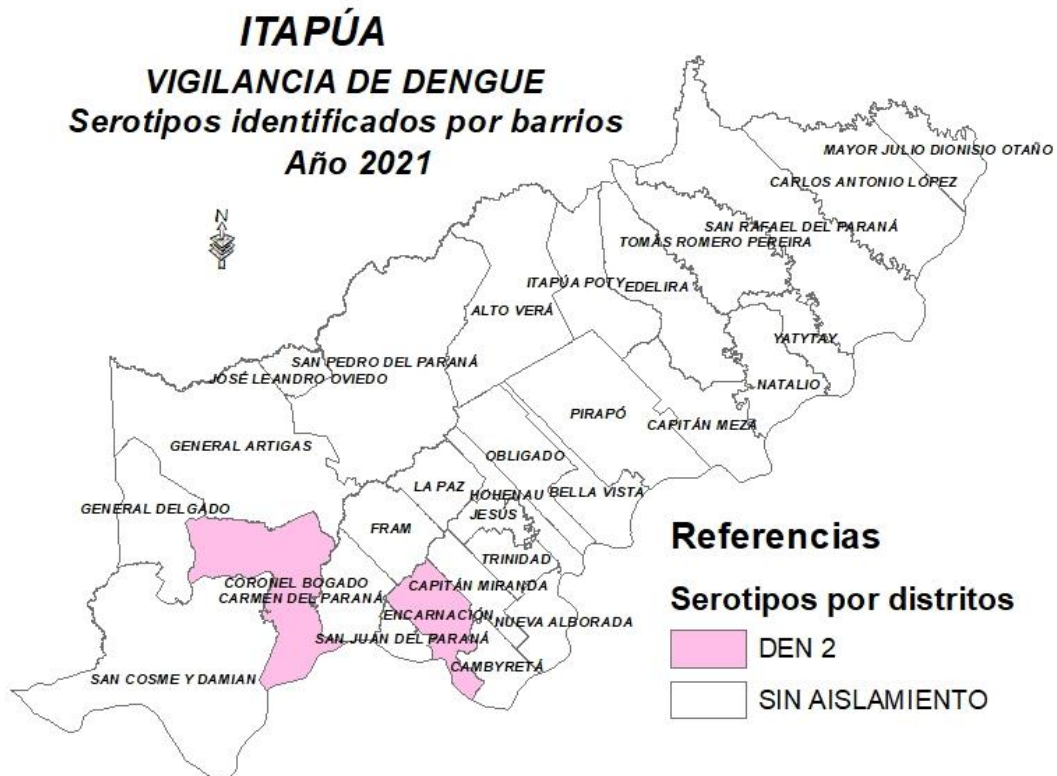 ITAPÚA
VIGILANCIA DE DENGUE
Serotipos identificados por barrios
Año 2021
N
MAYOR JULIO DIONISIO OTAÑO
CARLOS ANTONIO LÓPEZ
SAN RAFAEL DEL PARANÁ
TOMÁS ROMERO PEREIRA
ITAPÚA POTY
EDELIRA
ALTO VERÁ
YATYTAY
SAN PEDRO DEL PARANÁ
JOSÉ LEANDRO OVIEDO
NATALIO
PIRAPÓ
CAPITÁN MEZA
GENERAL ARTIGAS
OBLIGADO
LA PAZ
HOHENAU
BELLA VISTA
GENERAL DELGADO
JESÚS
FRAM
TRINIDAD
CORONEL BOGADO
CAPITÁN MIRANDA
CARMEN DEL PARANÁ
ENCARNACIÓN
NUEVA ALBORADA
SAN JUAN DEL PARANÁ
CAMBYRETÁ
SAN COSME Y DAMIAN
Referencias
Serotipos por distritos
DEN 2
SIN AISLAMIENTO